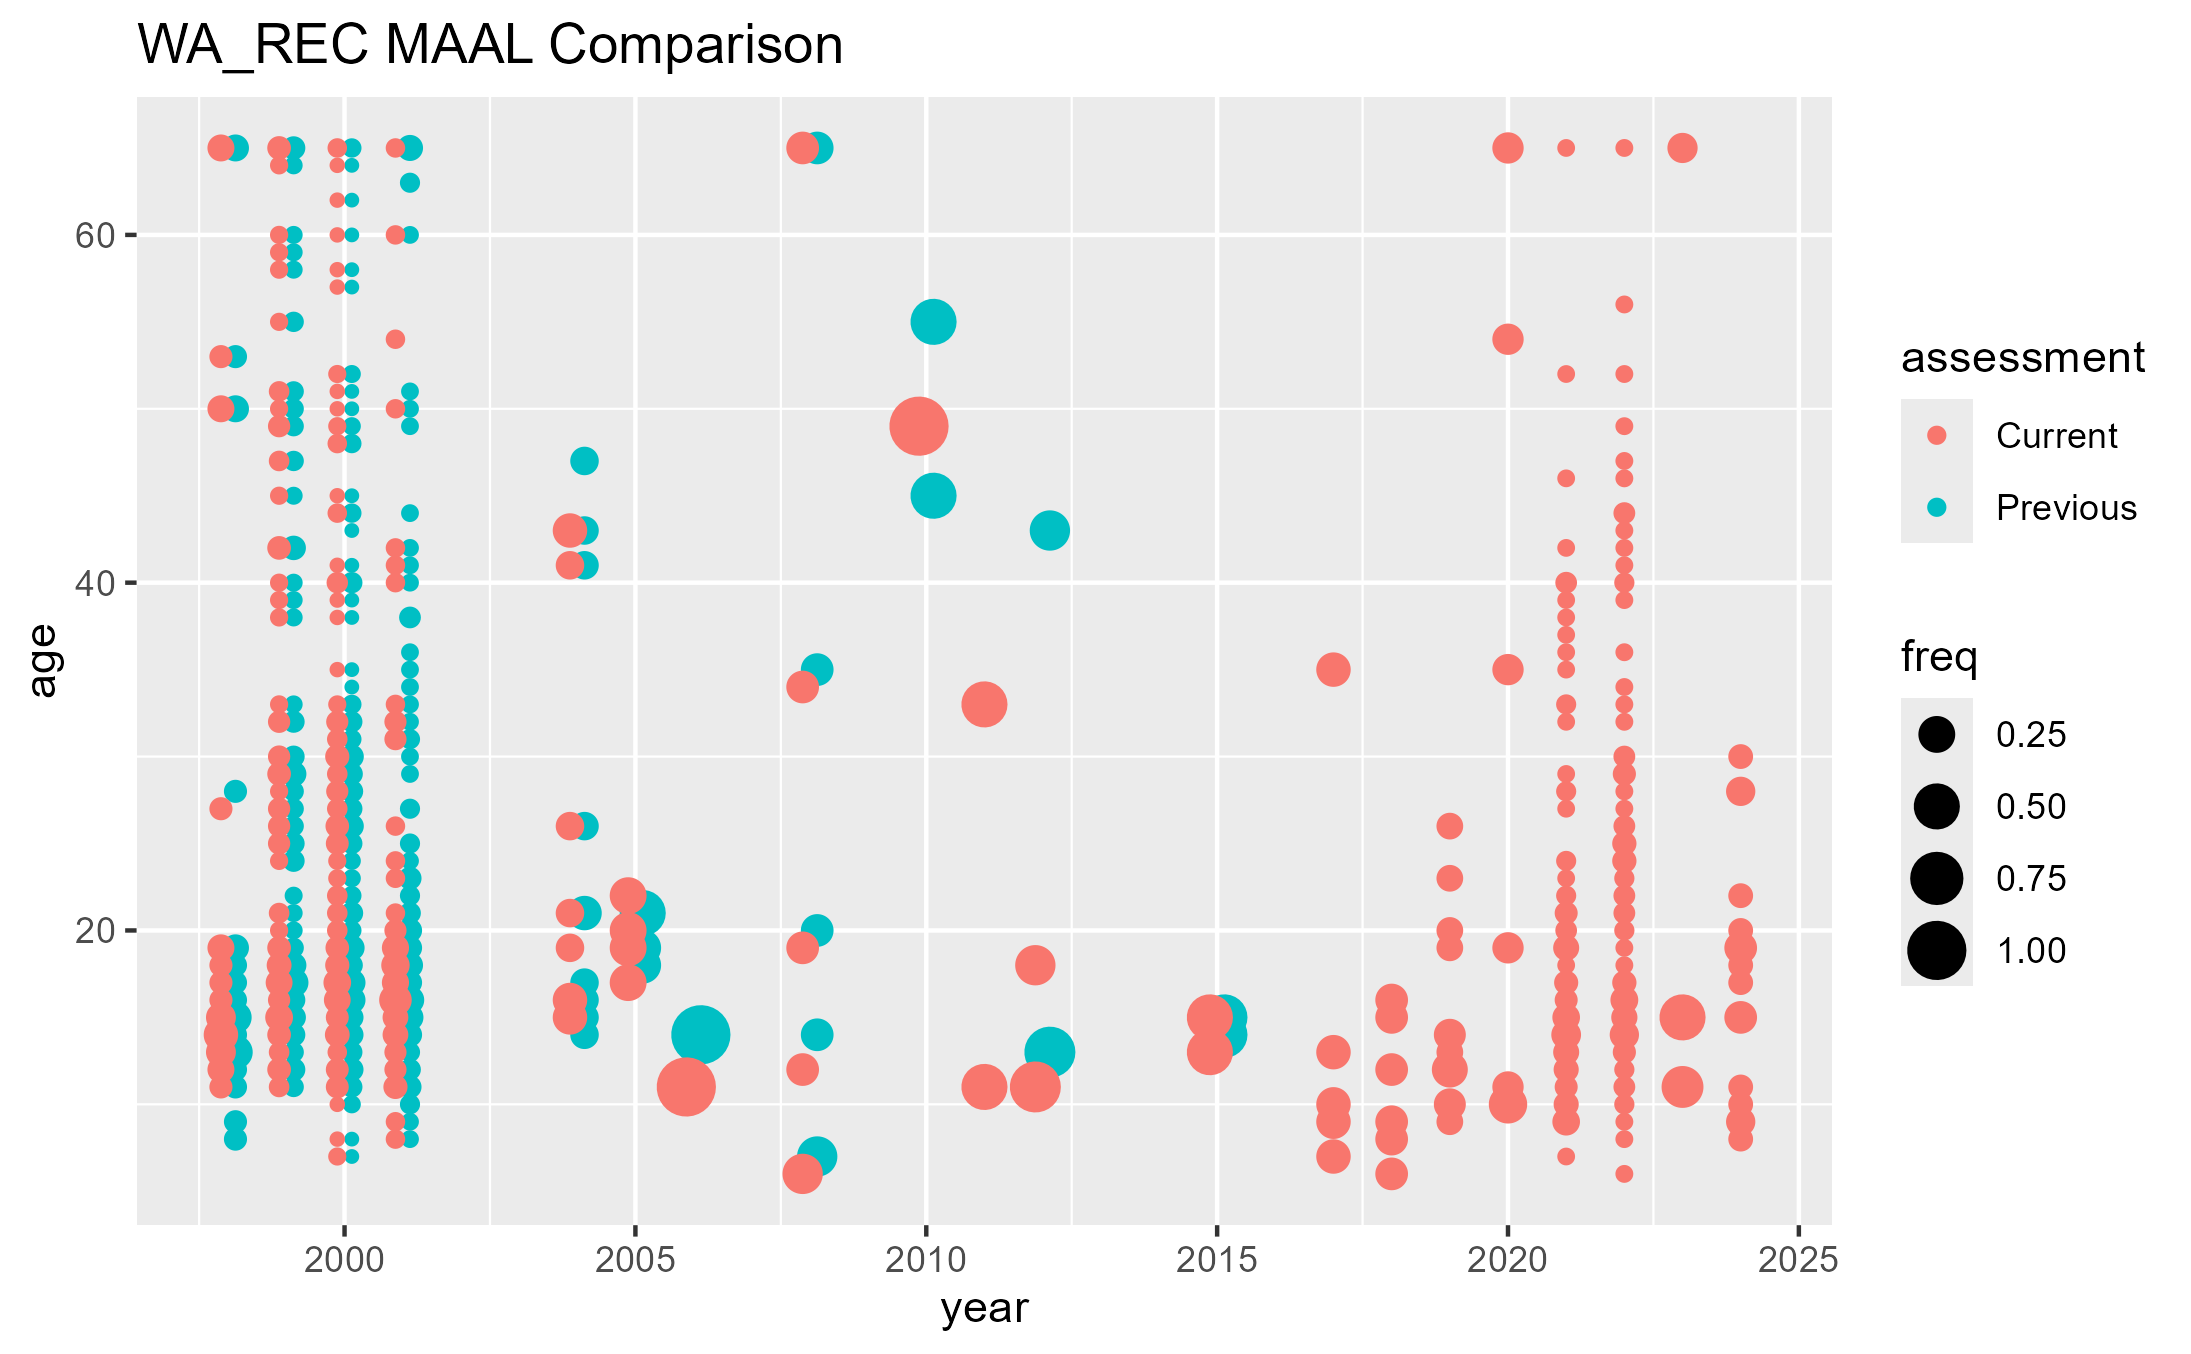 WA_REC MAAL Comparison
60
40
20
age
2000 2005 2010 2015 2020 2025
year
assessment
Current
Previous
freq
0.25
0.50
0.75
1.00